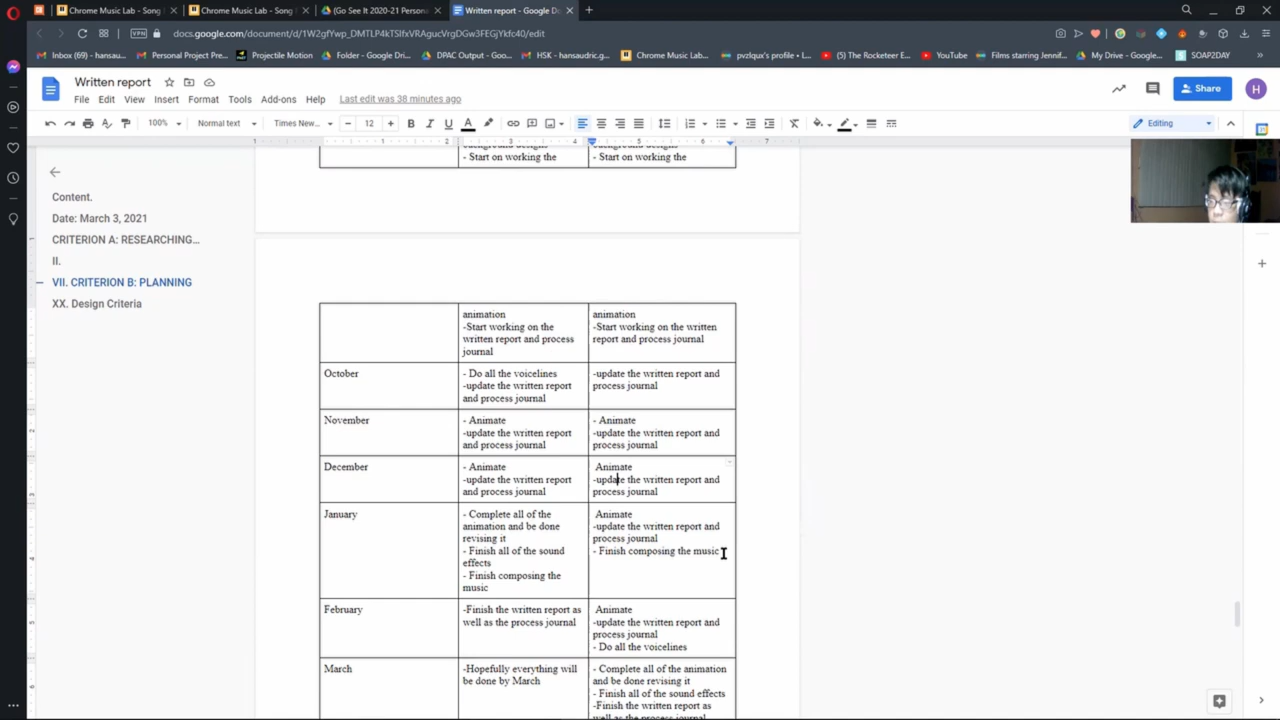 Chrome Music Lab - Song
Chrome Music Lab - Song
(Go See It 2020-21 Person
Written report - Google Do
VPN
docs.google.com/document/d/1W2gfYwp_DMTLP4kTSlfxVRAgucVrgDGw3FEGjYkfc40/edit
Inbox (69) - hansau...
Personal Project Pre...
Projectile Motion
Folder - Google Dri...
DPAC Output - Goo...
HSK - hansaudric.g...
Chrome Music Lab...
pvzlqux's profile • L...
(5) The Rocketeer E...
YouTube
Films starring Jennif...
My Drive - Google...
SOAP2DAY
Written report
File Edit View Insert Format Tools Add-ons Help Last edit was 38 minutes ago
Share
H
100% Normal text Times New... 12 B I U A
Editing
Content.
Date: March 3, 2021
CRITERION A: RESEARCHING...
II.
VII. CRITERION B: PLANNING
XX. Design Criteria
background designs
- Start on working the
background designs
- Start on working the
animation
-Start working on the
written report and process
journal
animation
-Start working on the written
report and process journal
October
- Do all the voicelines
-update the written report
and process journal
-update the written report and
process journal
November
- Animate
-update the written report
and process journal
- Animate
-update the written report and
process journal
December
- Animate
-update the written report
and process journal
Animate
-update the written report and
process journal
January
- Complete all of the
animation and be done
revising it
- Finish all of the sound
effects
- Finish composing the
music
Animate
-update the written report and
process journal
- Finish composing the music
February
-Finish the written report as
well as the process journal
Animate
-update the written report and
process journal
- Do all the voicelines
March
-Hopefully everything will
be done by March
- Complete all of the animation
and be done revising it
- Finish all of the sound effects
-Finish the written report as
well as the process journal